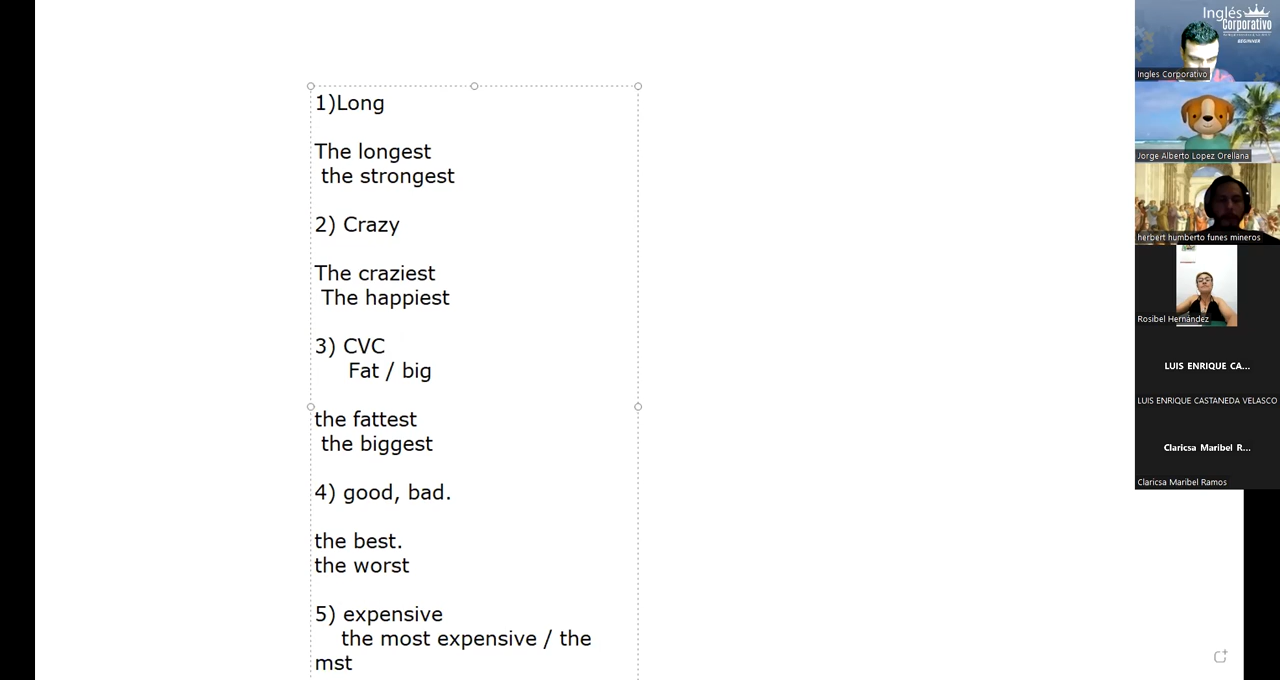 1)Long
The longest
the strongest
2) Crazy
The craziest
The happiest
3) CVC
Fat / big
the fattest
the biggest
4) good, bad.
the best.
the worst
5) expensive
the most expensive / the
mst
Inglés
Corporativo
BEGINNER
Ingles Corporativo
Jorge Alberto Lopez Orellana
herbert humberto funes mineros
Rosibel Hernández
LUIS ENRIQUE CA...
LUIS ENRIQUE CASTANEDA VELASCO
Claricsa Maribel R...
Claricsa Maribel Ramos